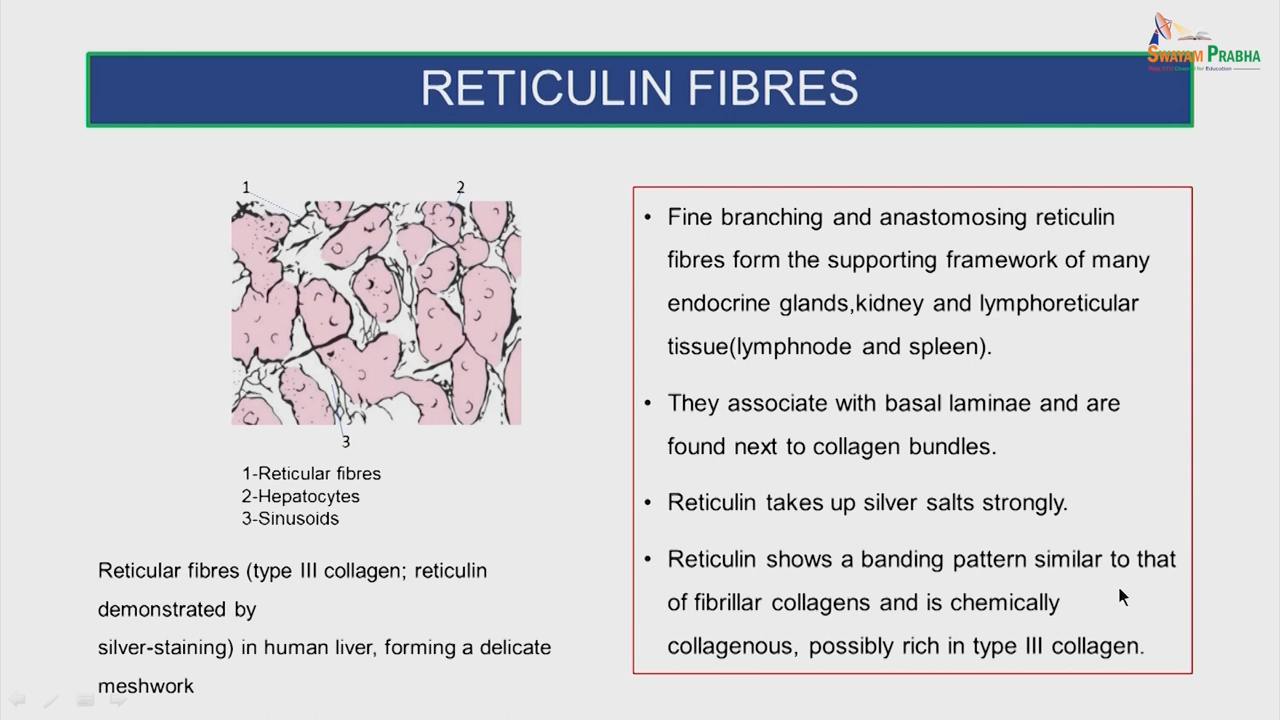 SWAYAM PRABHA
RETICULIN FIBRES
1
2
3
1-Reticular fibres
2-Hepatocytes
3-Sinusoids
Reticular fibres (type III collagen; reticulin
demonstrated by
silver-staining) in human liver, forming a delicate
meshwork
• Fine branching and anastomosing reticulin
fibres form the supporting framework of many
endocrine glands,kidney and lymphoreticular
tissue(lymphnode and spleen).
• They associate with basal laminae and are
found next to collagen bundles.
• Reticulin takes up silver salts strongly.
• Reticulin shows a banding pattern similar to that
of fibrillar collagens and is chemically
collagenous, possibly rich in type III collagen.